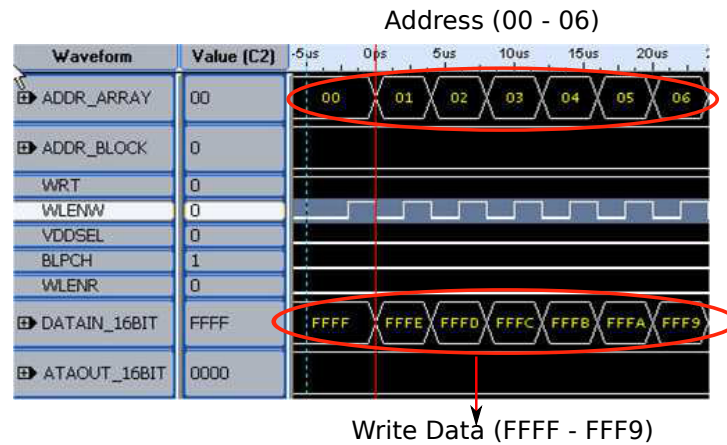 Address (00 - 06)
Waveform Value (C2) -5us 0ps 5us 10us 15us 20us
ADDR_ARRAY 00 00 01 02 03 04 05 06
ADDR_BLOCK 0
WRT 0
WLENW 0
VDDSEL 0
BLPCH 1
WLENR 0
DATAIN_16BIT FFFF FFFF FFFE FFFD FFFC FFFB FFFA FFF9
ATAOUT_16BIT 0000
Write Data (FFFF - FFF9)